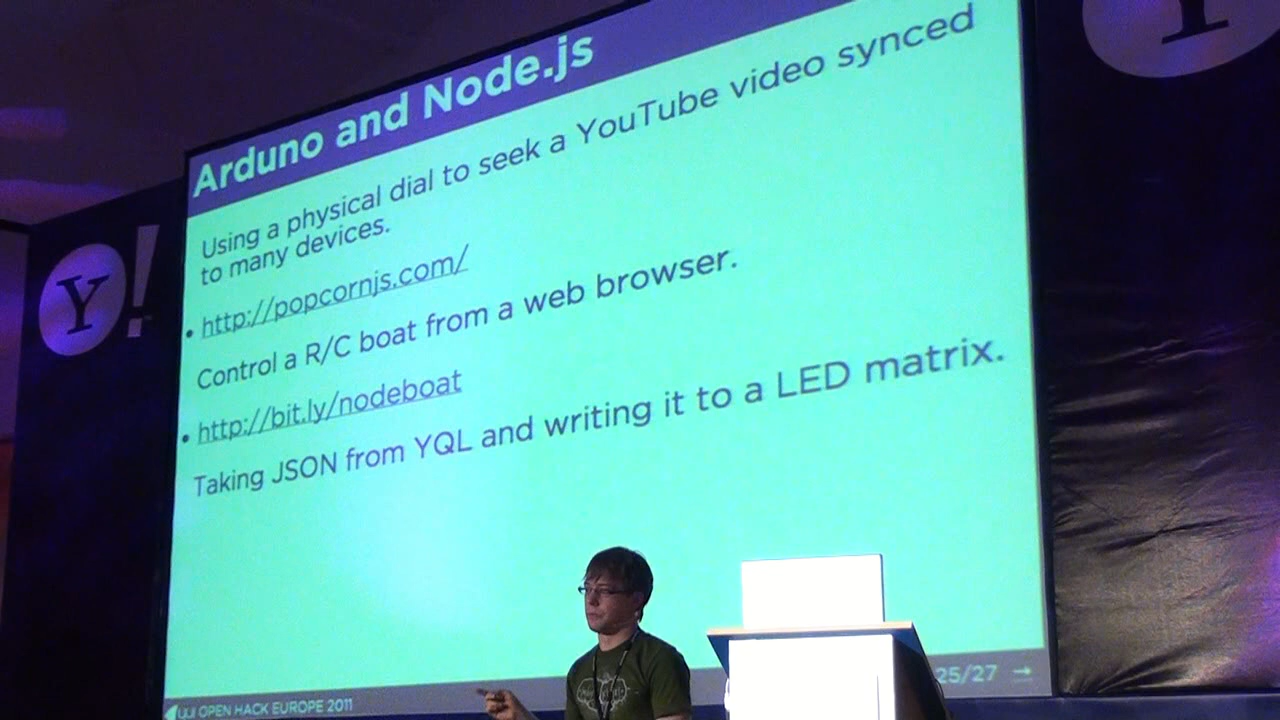 Arduno and Node.js
Using a physical dial to seek a YouTube video synced
to many devices.
• http://popcornjs.com/
Control a R/C boat from a web browser.
• http://bit.ly/nodeboat
Taking JSON from YQL and writing it to a LED matrix.
OPEN HACK EUROPE 2011
25/27 →
Y!
Y